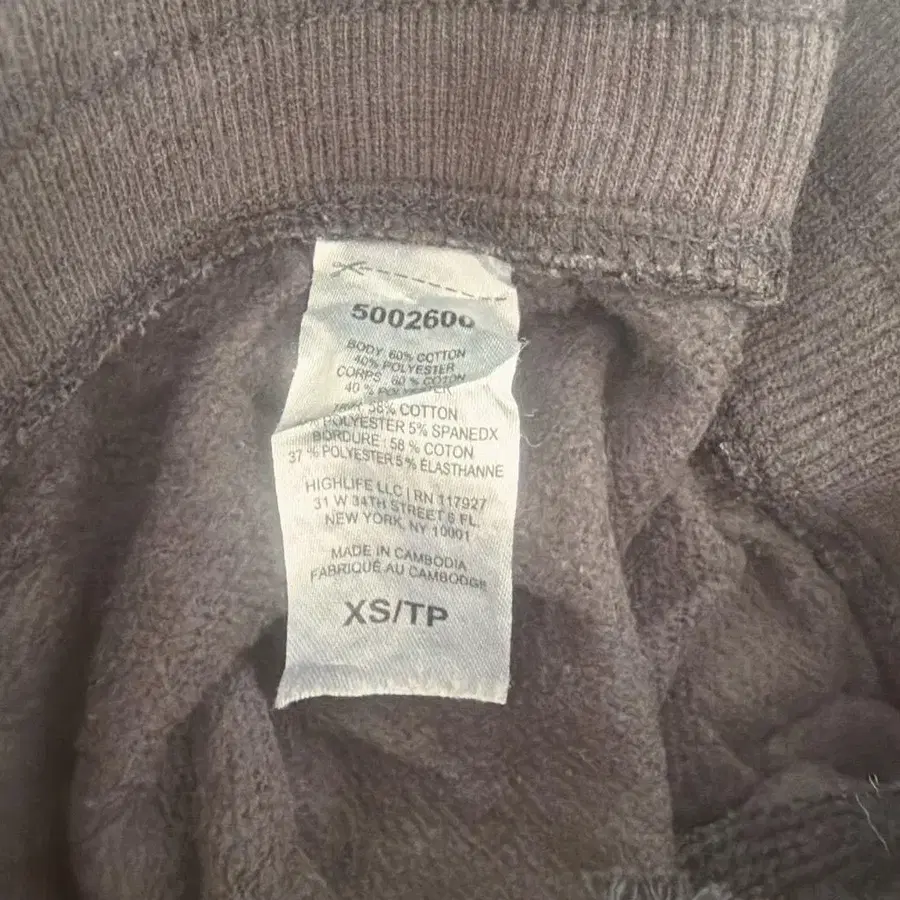 5002600
BODY: 60% COTTON
40% POLYESTER
CORPS: 60 % COTON
40 % POLYESTER
58% COTTON
POLYESTER 5% SPANEDX
BORDURE : 58 % COTON
37 % POLYESTER 5 % ÉLASTHANNE
HIGHLIFE LLC | RN 117927
31 W 34TH STREET 6 FL.
NEW YORK, NY 10001
MADE IN CAMBODIA
FABRIQUÉ AU CAMBODGE
XS/TP